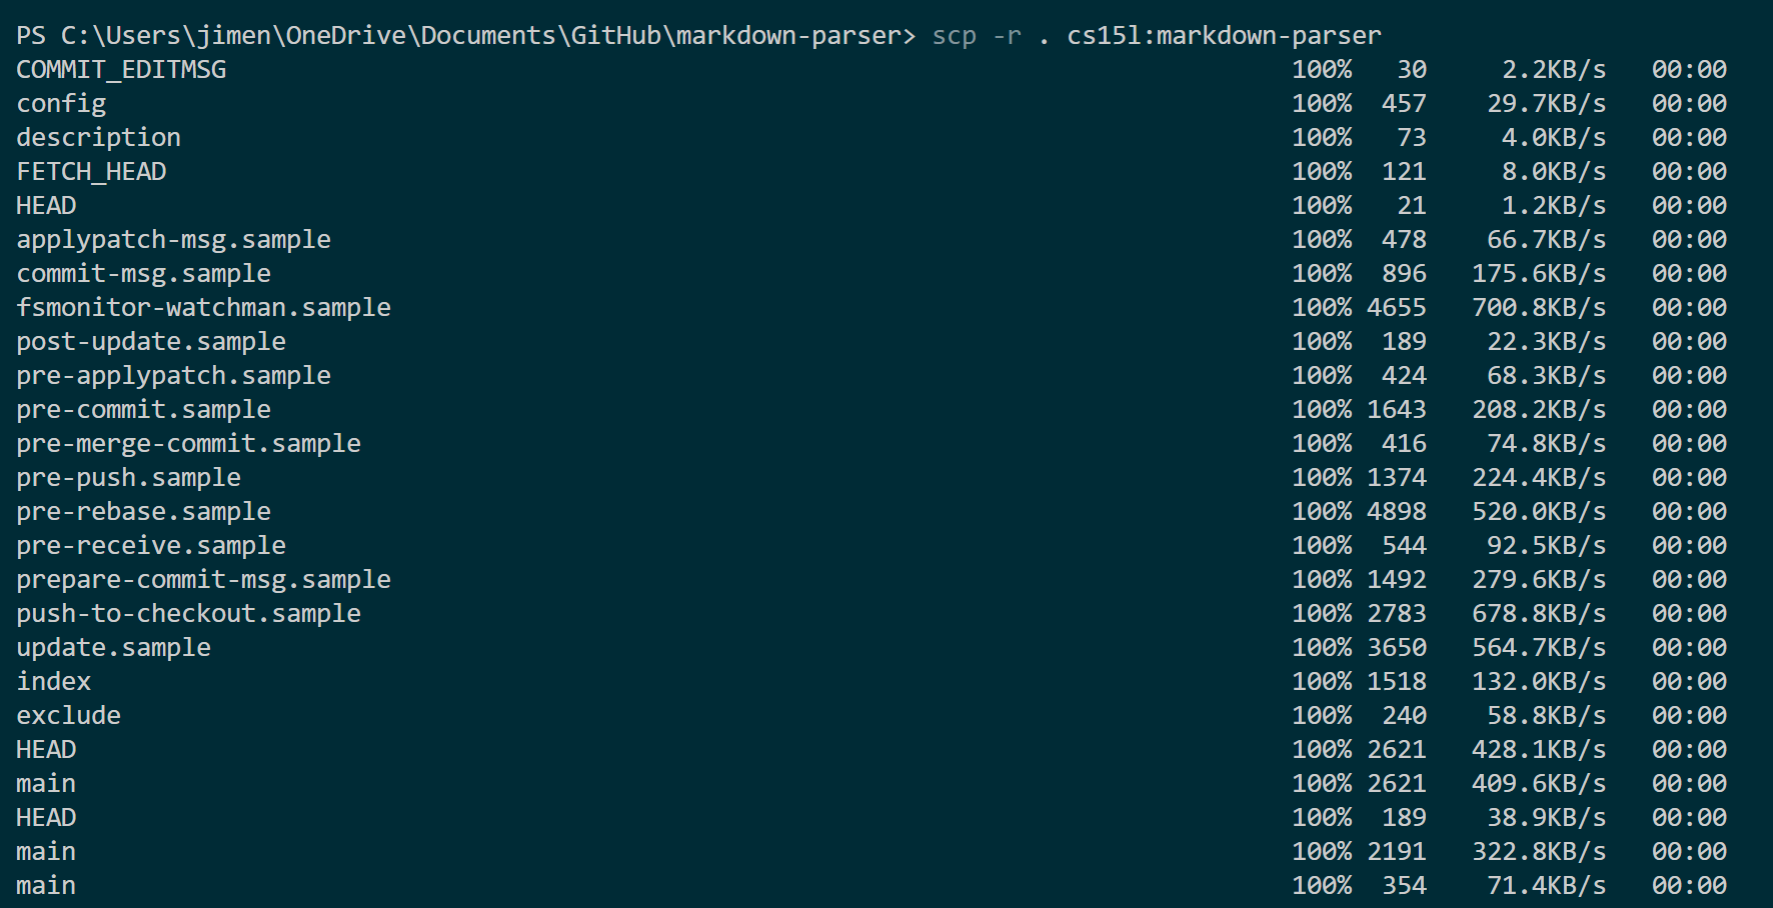 PS C:\Users\jimen\OneDrive\Documents\GitHub\markdown-parser> scp -r . cs15l:markdown-parser
COMMIT_EDITMSG 100% 30 2.2KB/s 00:00
config 100% 457 29.7KB/s 00:00
description 100% 73 4.0KB/s 00:00
FETCH_HEAD 100% 121 8.0KB/s 00:00
HEAD 100% 21 1.2KB/s 00:00
applypatch-msg.sample 100% 478 66.7KB/s 00:00
commit-msg.sample 100% 896 175.6KB/s 00:00
fsmonitor-watchman.sample 100% 4655 700.8KB/s 00:00
post-update.sample 100% 189 22.3KB/s 00:00
pre-applypatch.sample 100% 424 68.3KB/s 00:00
pre-commit.sample 100% 1643 208.2KB/s 00:00
pre-merge-commit.sample 100% 416 74.8KB/s 00:00
pre-push.sample 100% 1374 224.4KB/s 00:00
pre-rebase.sample 100% 4898 520.0KB/s 00:00
pre-receive.sample 100% 544 92.5KB/s 00:00
prepare-commit-msg.sample 100% 1492 279.6KB/s 00:00
push-to-checkout.sample 100% 2783 678.8KB/s 00:00
update.sample 100% 3650 564.7KB/s 00:00
index 100% 1518 132.0KB/s 00:00
exclude 100% 240 58.8KB/s 00:00
HEAD 100% 2621 428.1KB/s 00:00
main 100% 2621 409.6KB/s 00:00
HEAD 100% 189 38.9KB/s 00:00
main 100% 2191 322.8KB/s 00:00
main 100% 354 71.4KB/s 00:00